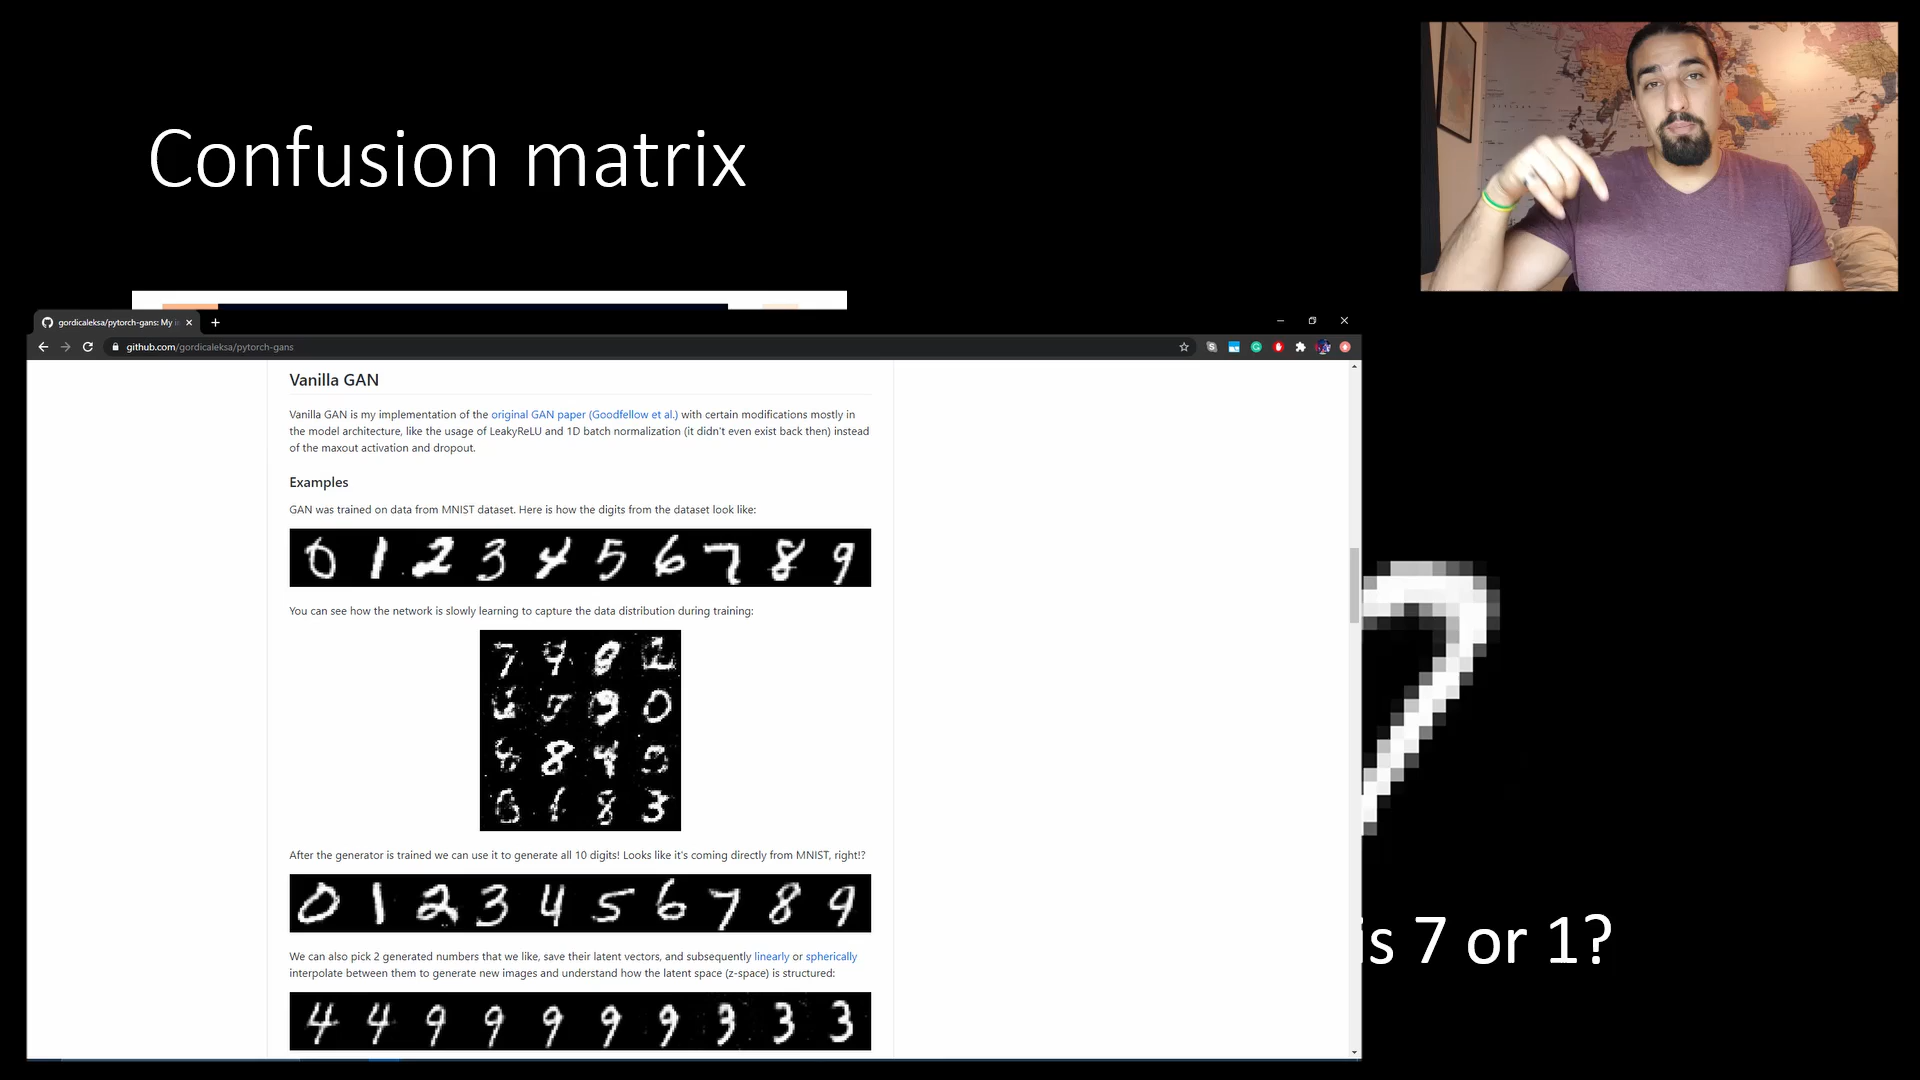 Confusion matrix
gordicaleksa/pytorch-gans: My i
github.com/gordicaleksa/pytorch-gans
Vanilla GAN
Vanilla GAN is my implementation of the original GAN paper (Goodfellow et al.) with certain modifications mostly in
the model architecture, like the usage of LeakyReLU and 1D batch normalization (it didn't even exist back then) instead
of the maxout activation and dropout.
Examples
GAN was trained on data from MNIST dataset. Here is how the digits from the dataset look like:
0 1 2 3 4 5 6 7 8 9
You can see how the network is slowly learning to capture the data distribution during training:
After the generator is trained we can use it to generate all 10 digits! Looks like it's coming directly from MNIST, right!?
0 1 2 3 4 5 6 7 8 9
We can also pick 2 generated numbers that we like, save their latent vectors, and subsequently linearly or spherically
interpolate between them to generate new images and understand how the latent space (z-space) is structured:
4 4 9 9 9 9 9 3 3 3
7
is 7 or 1?